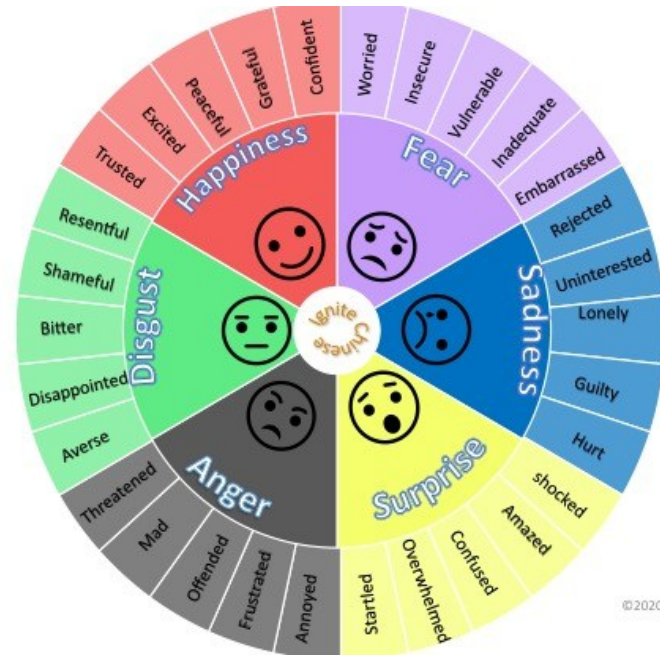 Happiness
Trusted
Excited
Peaceful
Grateful
Confident
Fear
Worried
Insecure
Vulnerable
Inadequate
Embarrassed
Sadness
Rejected
Uninterested
Lonely
Guilty
Hurt
Surprise
shocked
Amazed
Confused
Overwhelmed
Startled
Anger
Annoyed
Frustrated
Offended
Mad
Threatened
Disgust
Averse
Disappointed
Bitter
Shameful
Resentful
Ignite Chinese
©2020